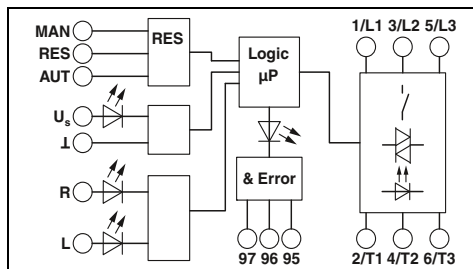 MAN
RES
AUT
RES
U_s
⊥
R
L
Logic
µP
& Error
97 96 95
1/L1 3/L2 5/L3
2/T1 4/T2 6/T3